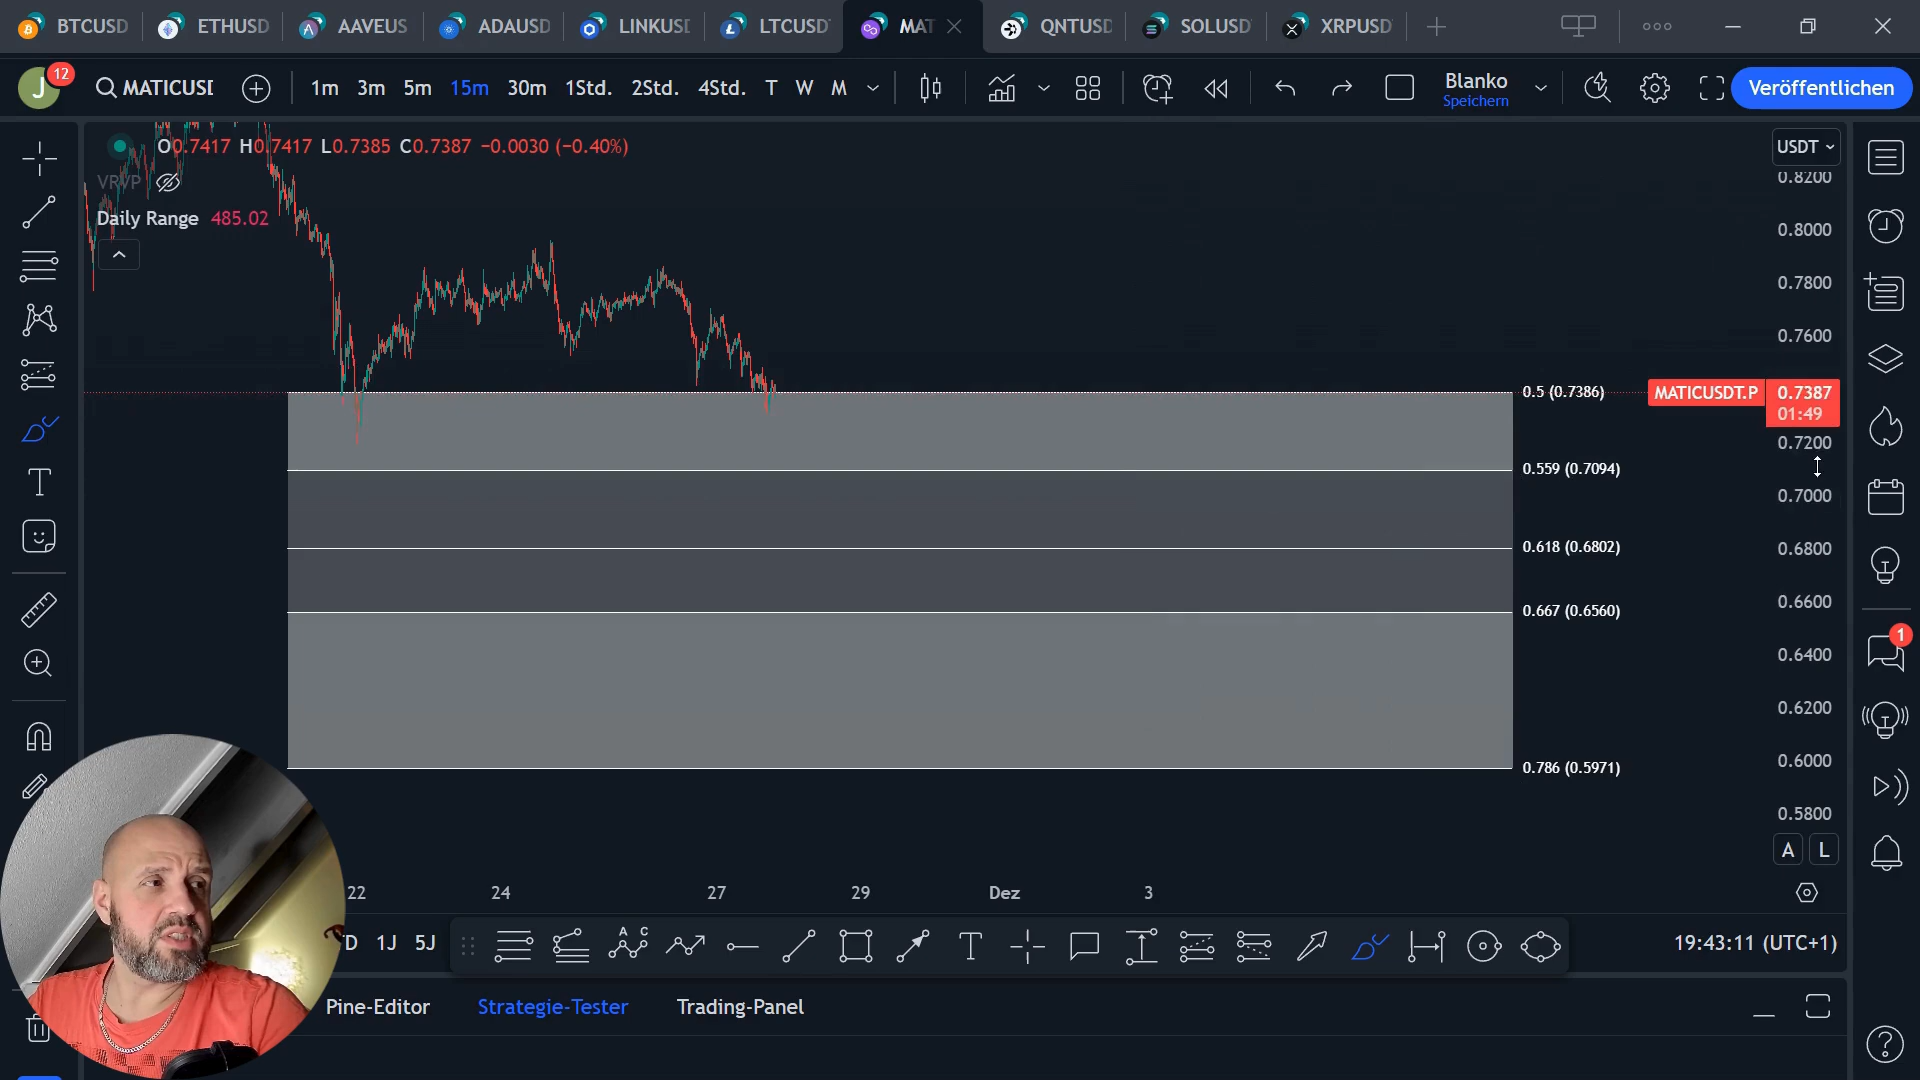 BTCUSD ETHUSD AAVEUS ADAUSD LINKUSD LTCUSDT MAT QNTUSD SOLUSD XRPUSD
J 12 MATICUSD 1m 3m 5m 15m 30m 1Std. 2Std. 4Std. T W M Blanko Speichern Veröffentlichen
O0.7417 H0.7417 L0.7385 C0.7387 −0.0030 (−0.40%) USDT
VRVP
Daily Range 485.02
0.8200
0.8000
0.7800
0.7600
0.5 (0.7386) MATICUSDT.P 0.7387
01:49
0.7200
0.559 (0.7094)
0.7000
0.618 (0.6802) 0.6800
0.667 (0.6560) 0.6600
1
0.6400
0.6200
0.786 (0.5971) 0.6000
0.5800
A L
22 24 27 29 Dez 3
D 1J 5J A C T 19:43:11 (UTC+1)
Pine-Editor Strategie-Tester Trading-Panel